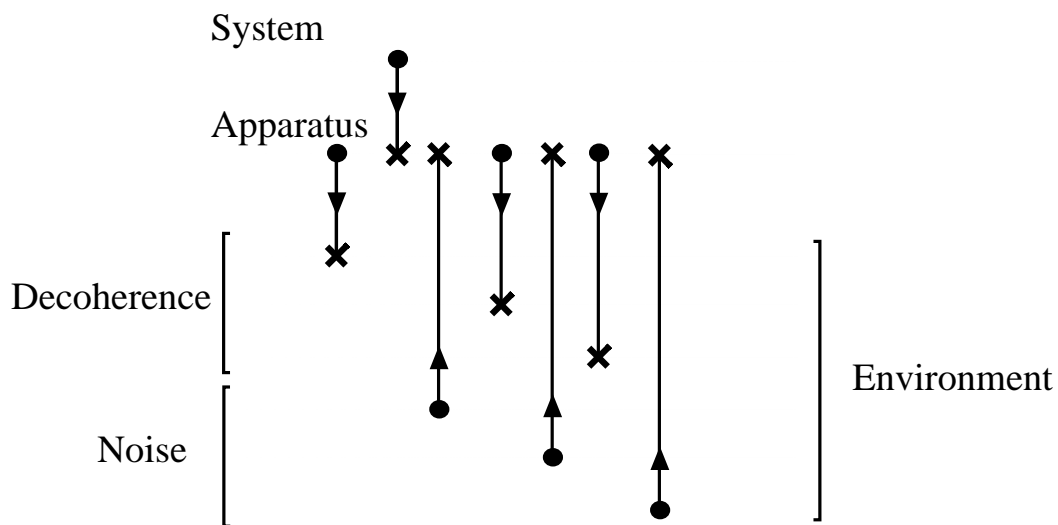 System
Apparatus
Decoherence
Environment
Noise